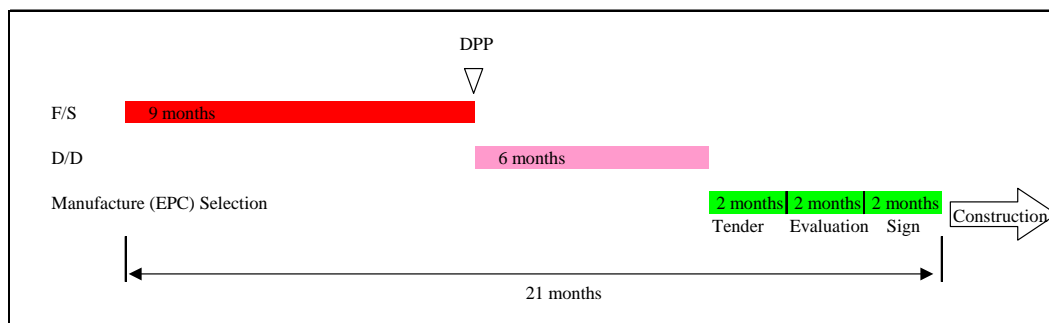 DPP
F/S
9 months
D/D
6 months
Manufacture (EPC) Selection
2 months 2 months 2 months
Tender Evaluation Sign
Construction
21 months